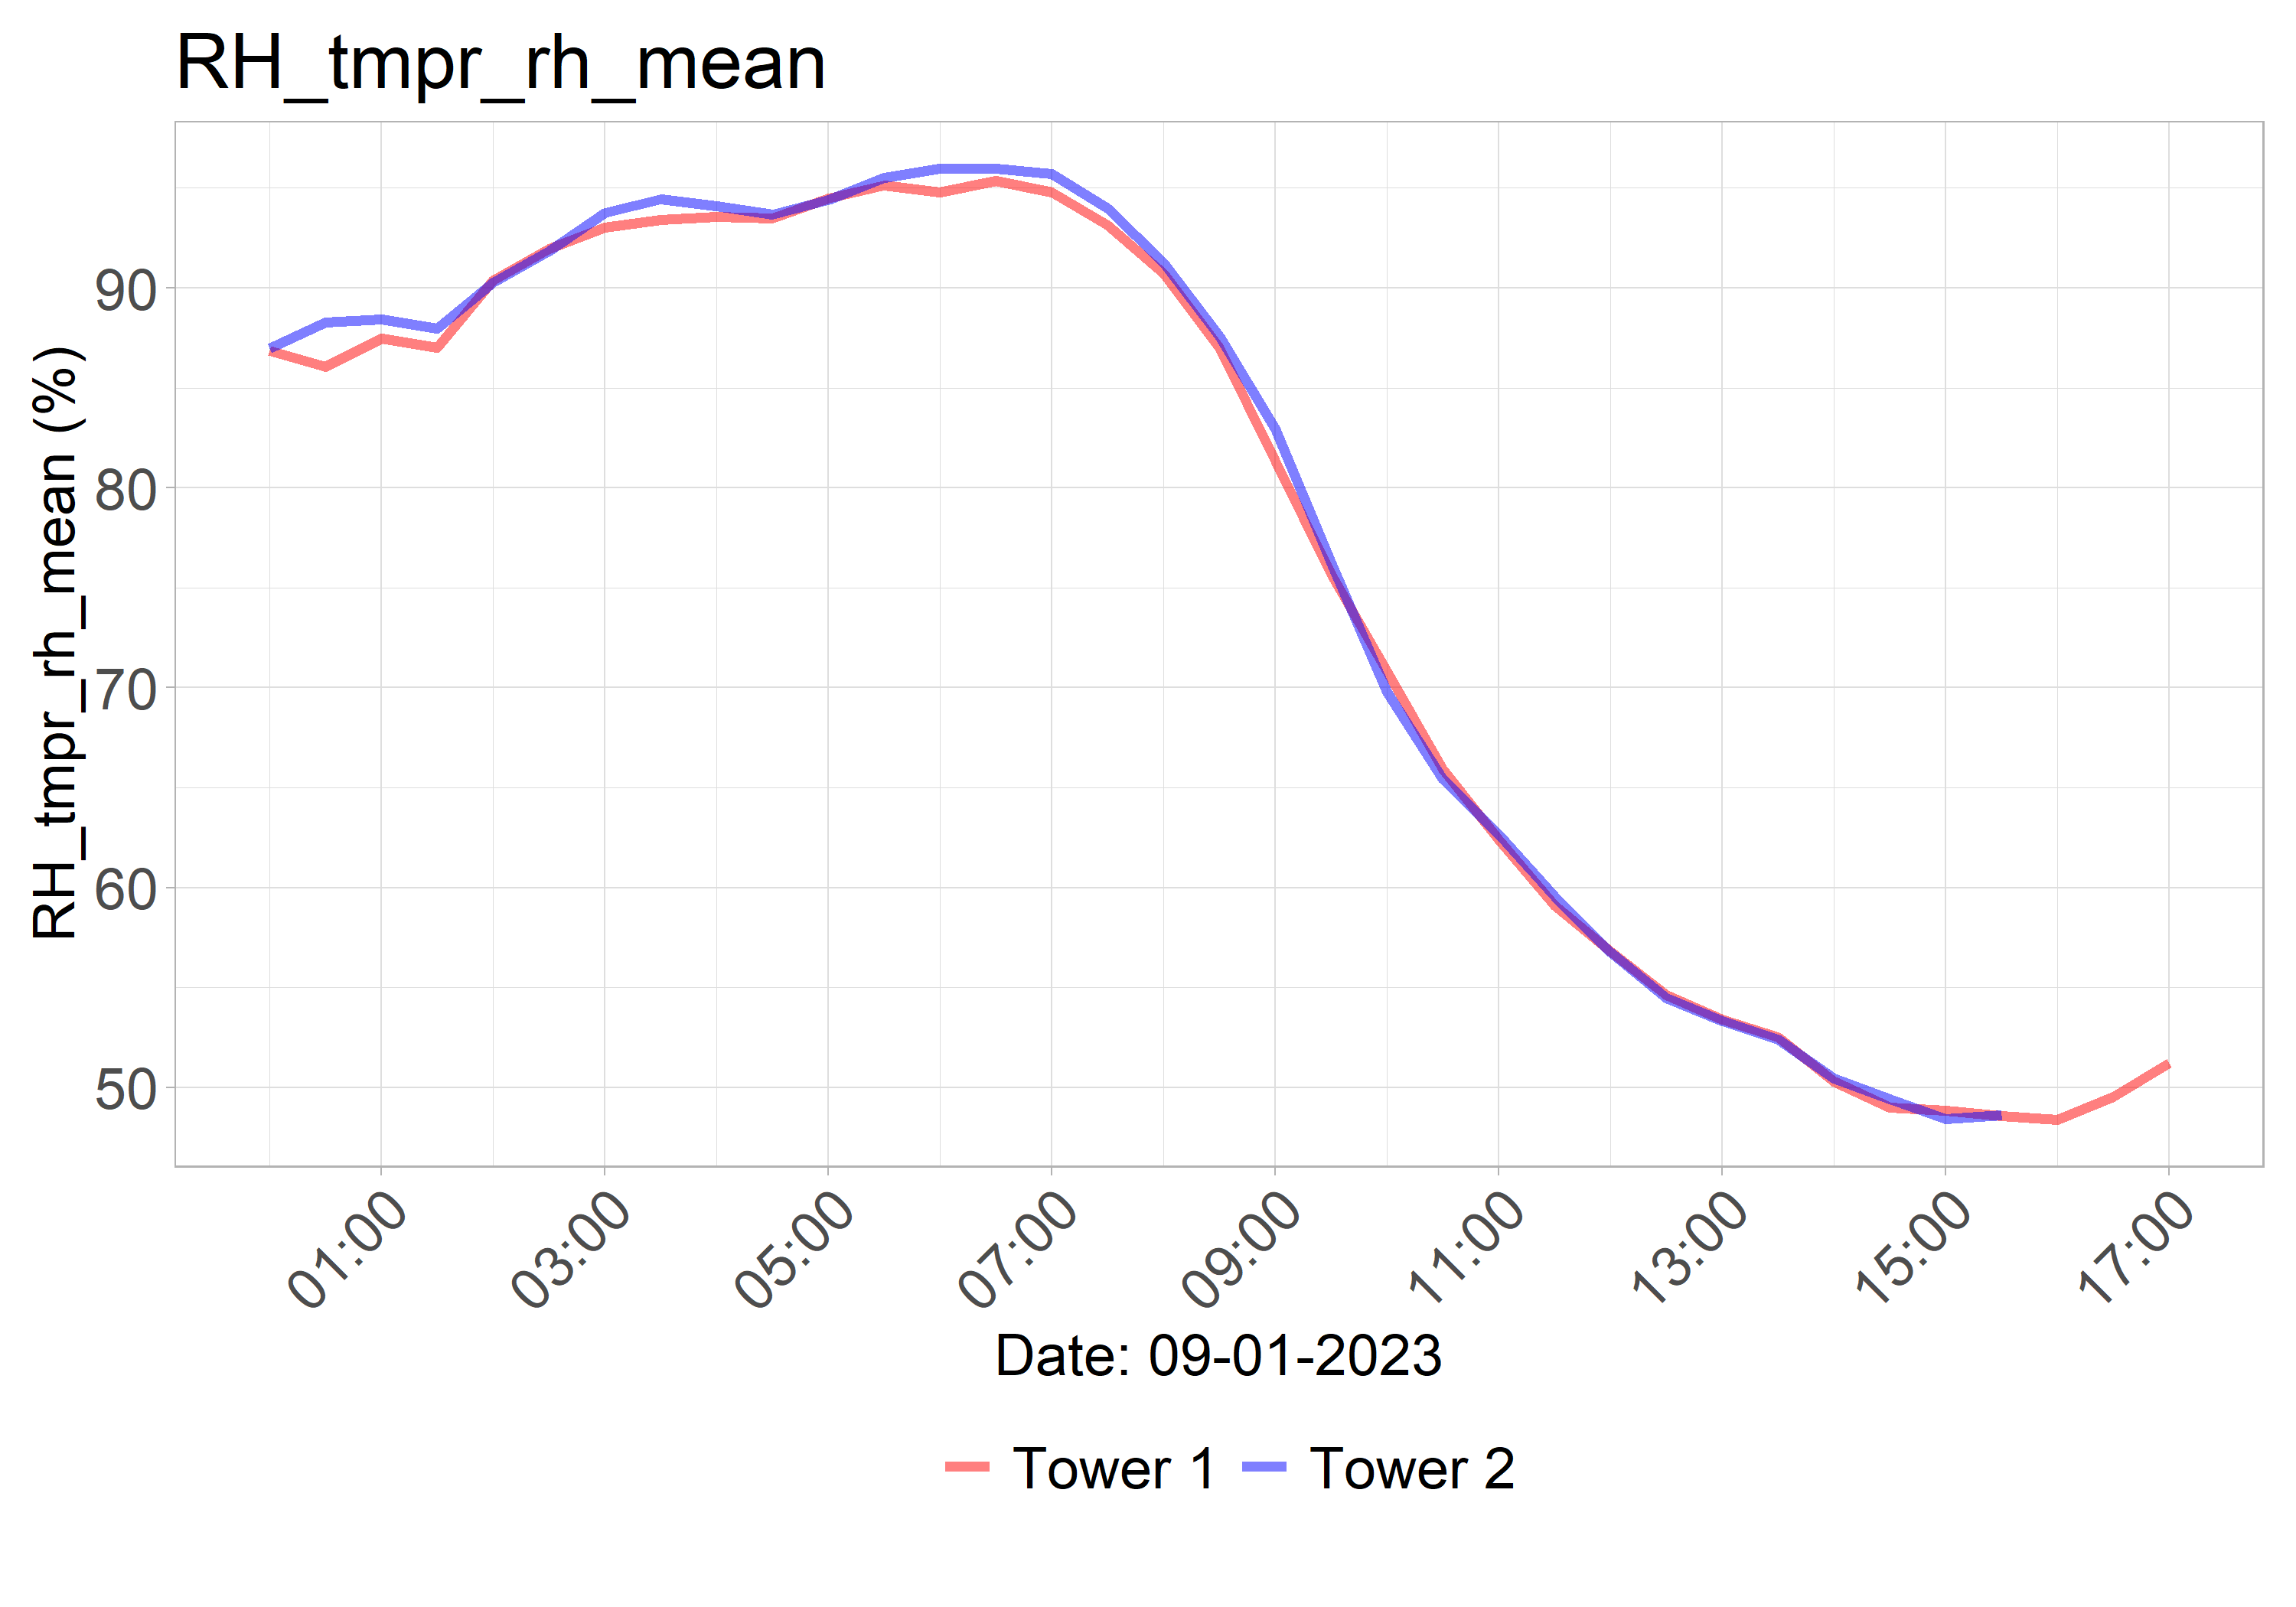 RH_tmpr_rh_mean
RH_tmpr_rh_mean (%)
90
80
70
60
50
01:00 03:00 05:00 07:00 09:00 11:00 13:00 15:00 17:00
Date: 09-01-2023
Tower 1 Tower 2